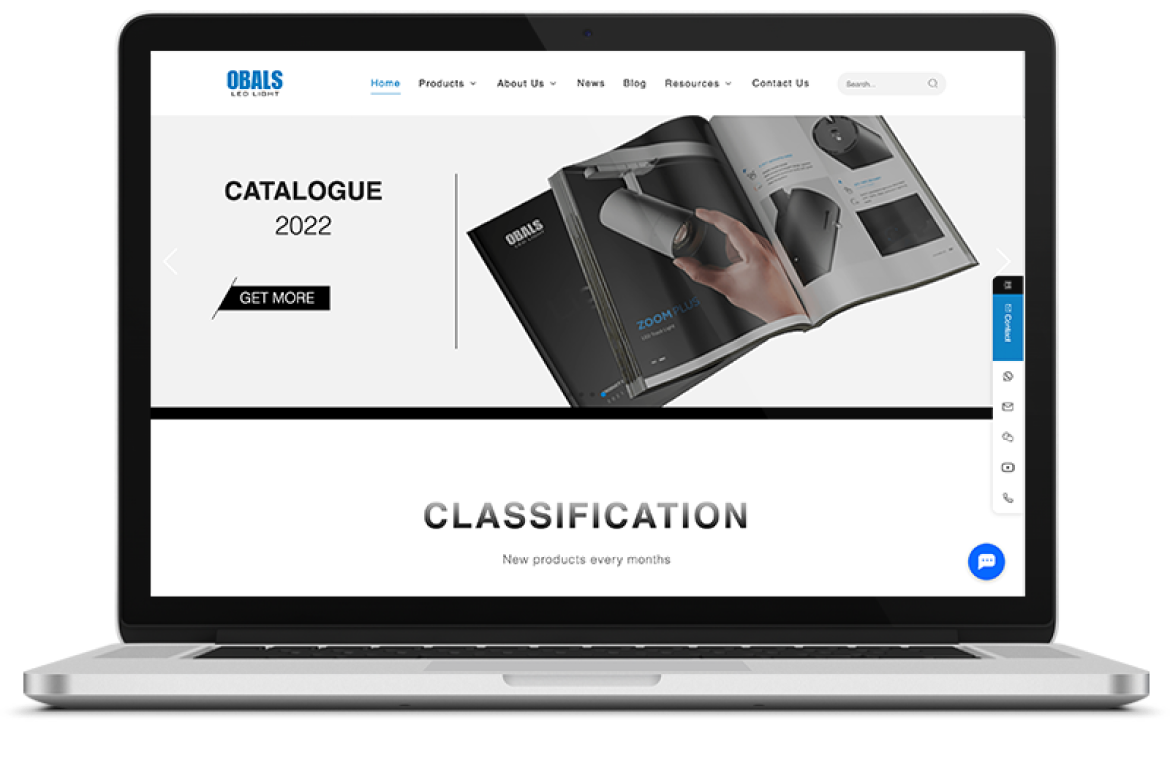 OBALS
LED LIGHT
Home Products About Us News Blog Resources Contact Us Search...
CATALOGUE
2022
GET MORE
OBALS
LED LIGHT
ZOOM PLUS
LED Track Light
Contact
CLASSIFICATION
New products every months